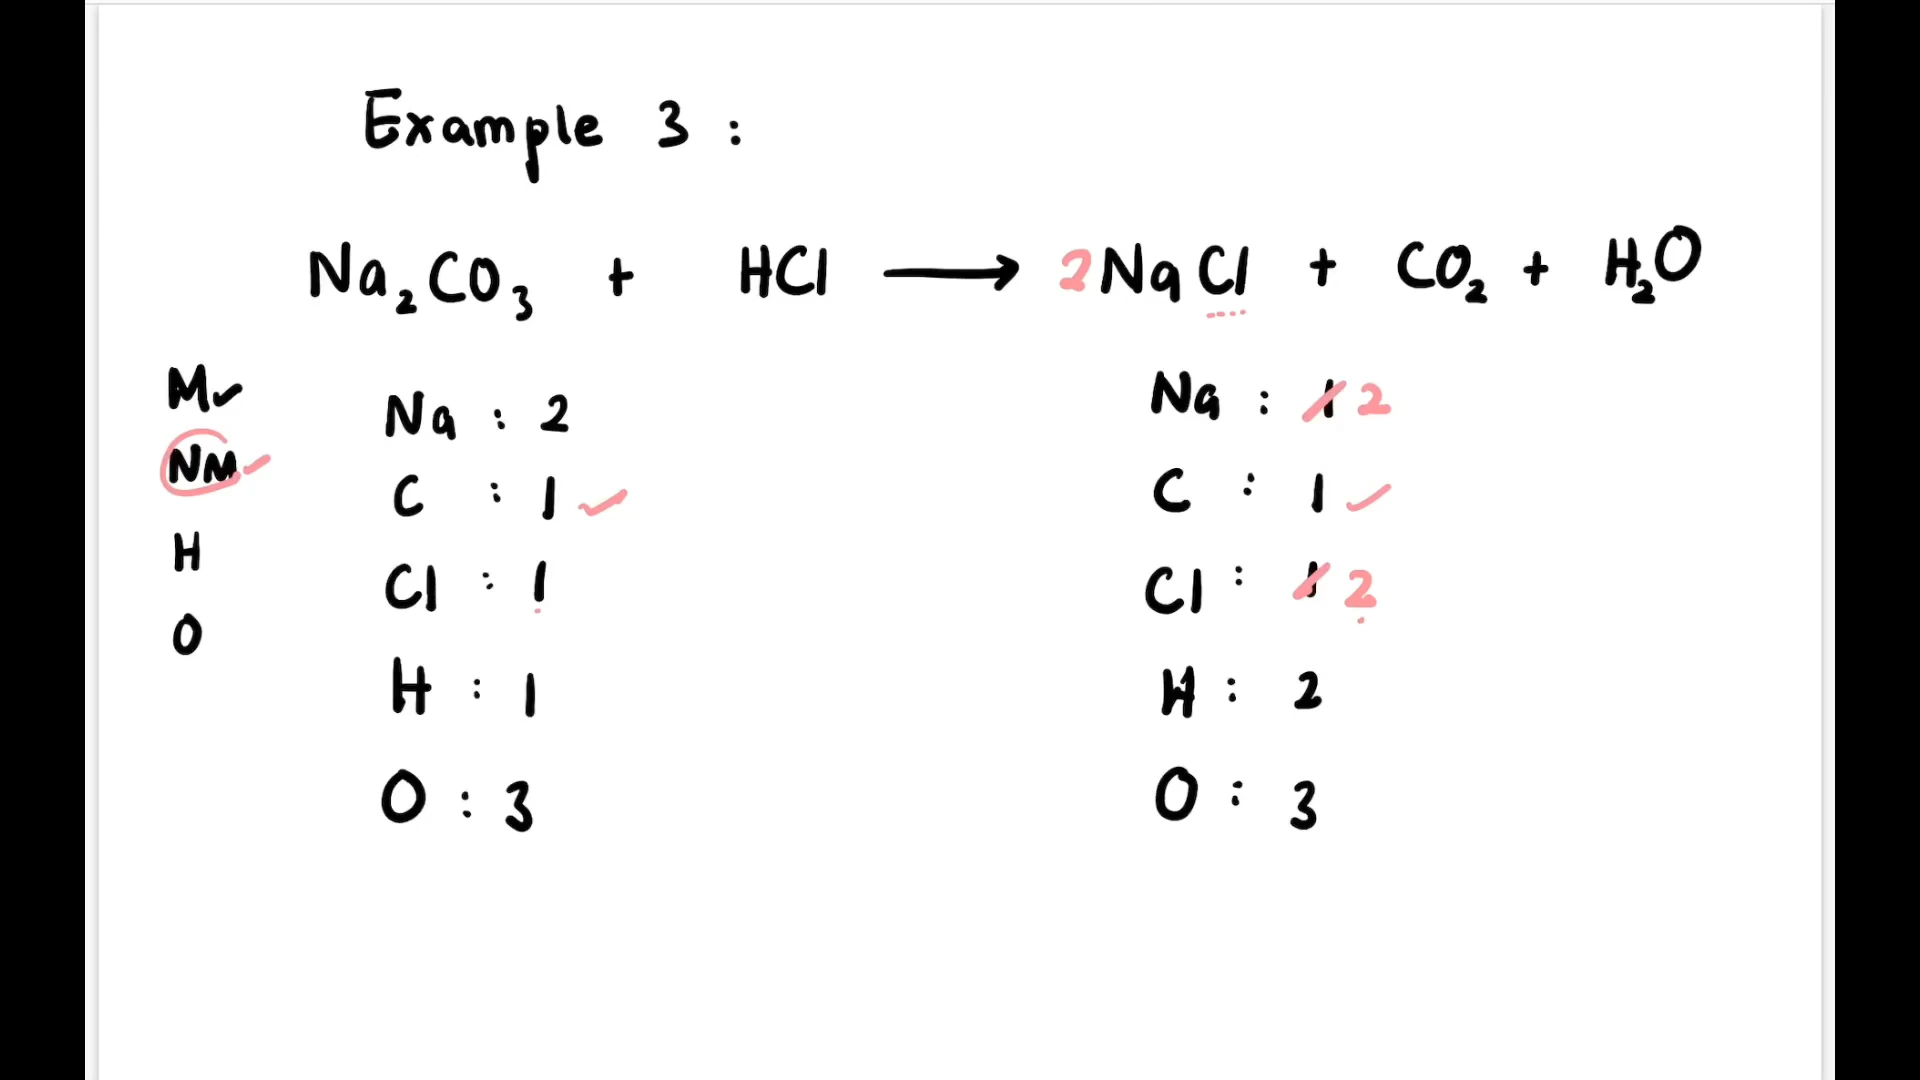 Example 3 :
Na₂CO₃ + HCl → 2NaCl + CO₂ + H₂O
M✓
NM✓
H
O
Na : 2
C : 1 ✓
Cl : 1
H : 1
O : 3
Na : 1 2
C : 1 ✓
Cl : 1 2
H : 2
O : 3